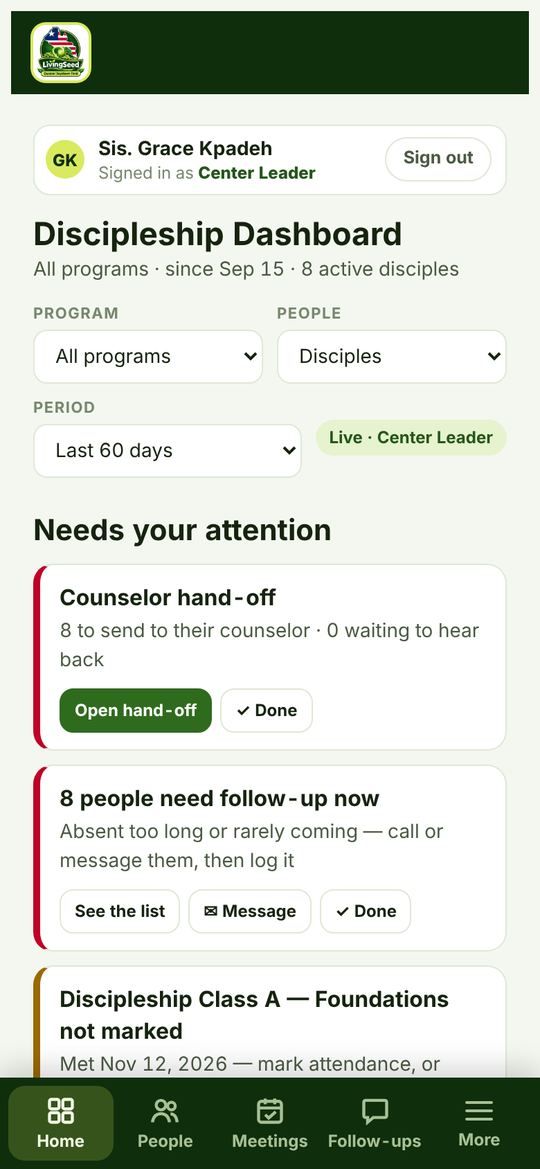 LivingSeed
GK
Sis. Grace Kpadeh
Signed in as Center Leader
Sign out
Discipleship Dashboard
All programs · since Sep 15 · 8 active disciples
PROGRAM
PEOPLE
All programs
Disciples
PERIOD
Last 60 days
Live · Center Leader
Needs your attention
Counselor hand-off
8 to send to their counselor · 0 waiting to hear
back
Open hand-off
✓ Done
8 people need follow-up now
Absent too long or rarely coming — call or
message them, then log it
See the list
✉ Message
✓ Done
Discipleship Class A — Foundations
not marked
Met Nov 12, 2026 — mark attendance, or
Home
People
Meetings
Follow-ups
More